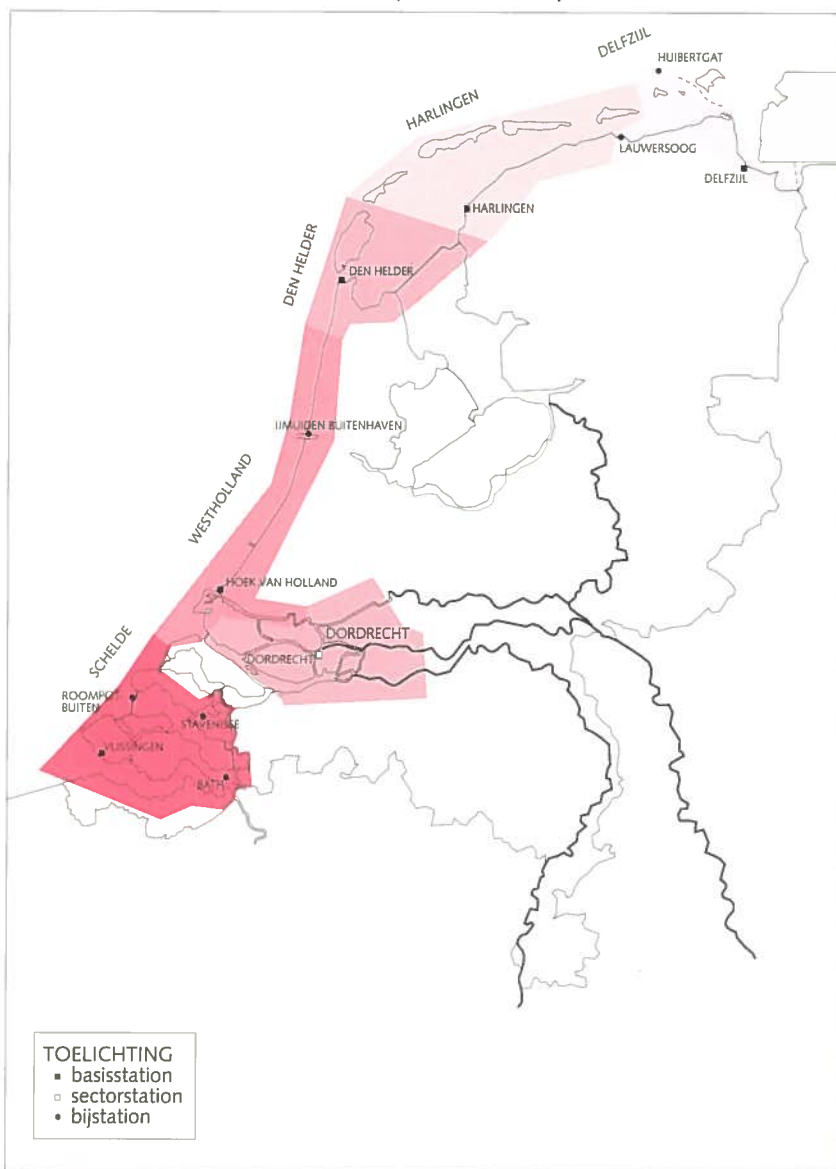 DELFZIJL
HUIBERTGAT
HARLINGEN
LAUWERSOOG
DELFZIJL
HARLINGEN
DEN HELDER
DEN HELDER
IJMUIDEN BUITENHAVEN
WESTHOLLAND
HOEK VAN HOLLAND
DORDRECHT
DORDRECHT
SCHELDE
ROOMPOT
BUITEN
STAVENISSE
VLISSINGEN
BATH
TOELICHTING
basisstation
sectorstation
bijstation